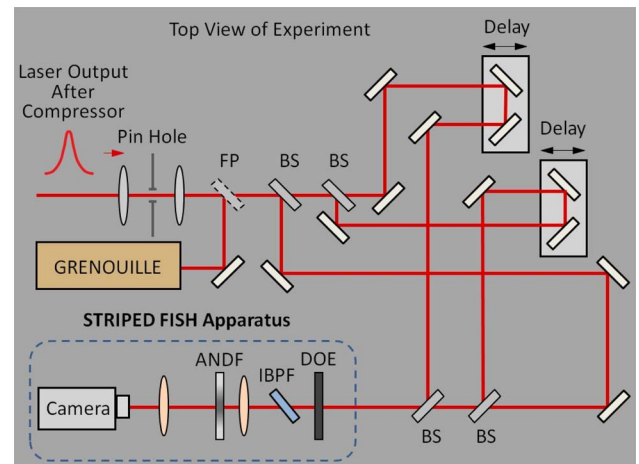 Top View of Experiment
Delay
Laser Output
After
Compressor
Pin Hole
FP
BS
BS
Delay
GRENOUILLE
STRIPED FISH Apparatus
ANDF
DOE
IBPF
Camera
BS
BS